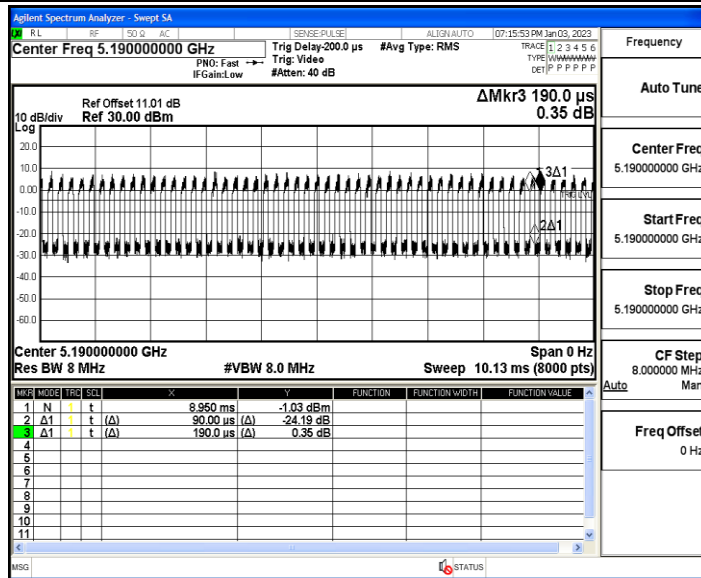 Agilent Spectrum Analyzer - Swept SA
RL RF 50 Ω AC SENSE:PULSE ALIGN AUTO 07:15:53 PM Jan 03, 2023
Center Freq 5.190000000 GHz
PNO: Fast
IFGain:Low
Trig Delay-200.0 µs
Trig: Video
#Atten: 40 dB
#Avg Type: RMS
TRACE 1 2 3 4 5 6
TYPE WWWWWW
DET P P P P P P
Ref Offset 11.01 dB
10 dB/div Ref 30.00 dBm
Log
ΔMkr3 190.0 µs
0.35 dB
20.0
10.0
0.00
-10.0
-20.0
-30.0
-40.0
-50.0
-60.0
3Δ1
TRIG LVL
2Δ1
Center 5.190000000 GHz Span 0 Hz
Res BW 8 MHz #VBW 8.0 MHz Sweep 10.13 ms (8000 pts)
MKR MODE TRC SCL X Y FUNCTION FUNCTION WIDTH FUNCTION VALUE
1 N 1 t 8.950 ms -1.03 dBm
2 Δ1 1 t (Δ) 90.00 µs (Δ) -24.19 dB
3 Δ1 1 t (Δ) 190.0 µs (Δ) 0.35 dB
4
5
6
7
8
9
10
11
MSG STATUS
Frequency
Auto Tune
Center Freq
5.190000000 GHz
Start Freq
5.190000000 GHz
Stop Freq
5.190000000 GHz
CF Step
8.000000 MHz
Auto Man
Freq Offset
0 Hz